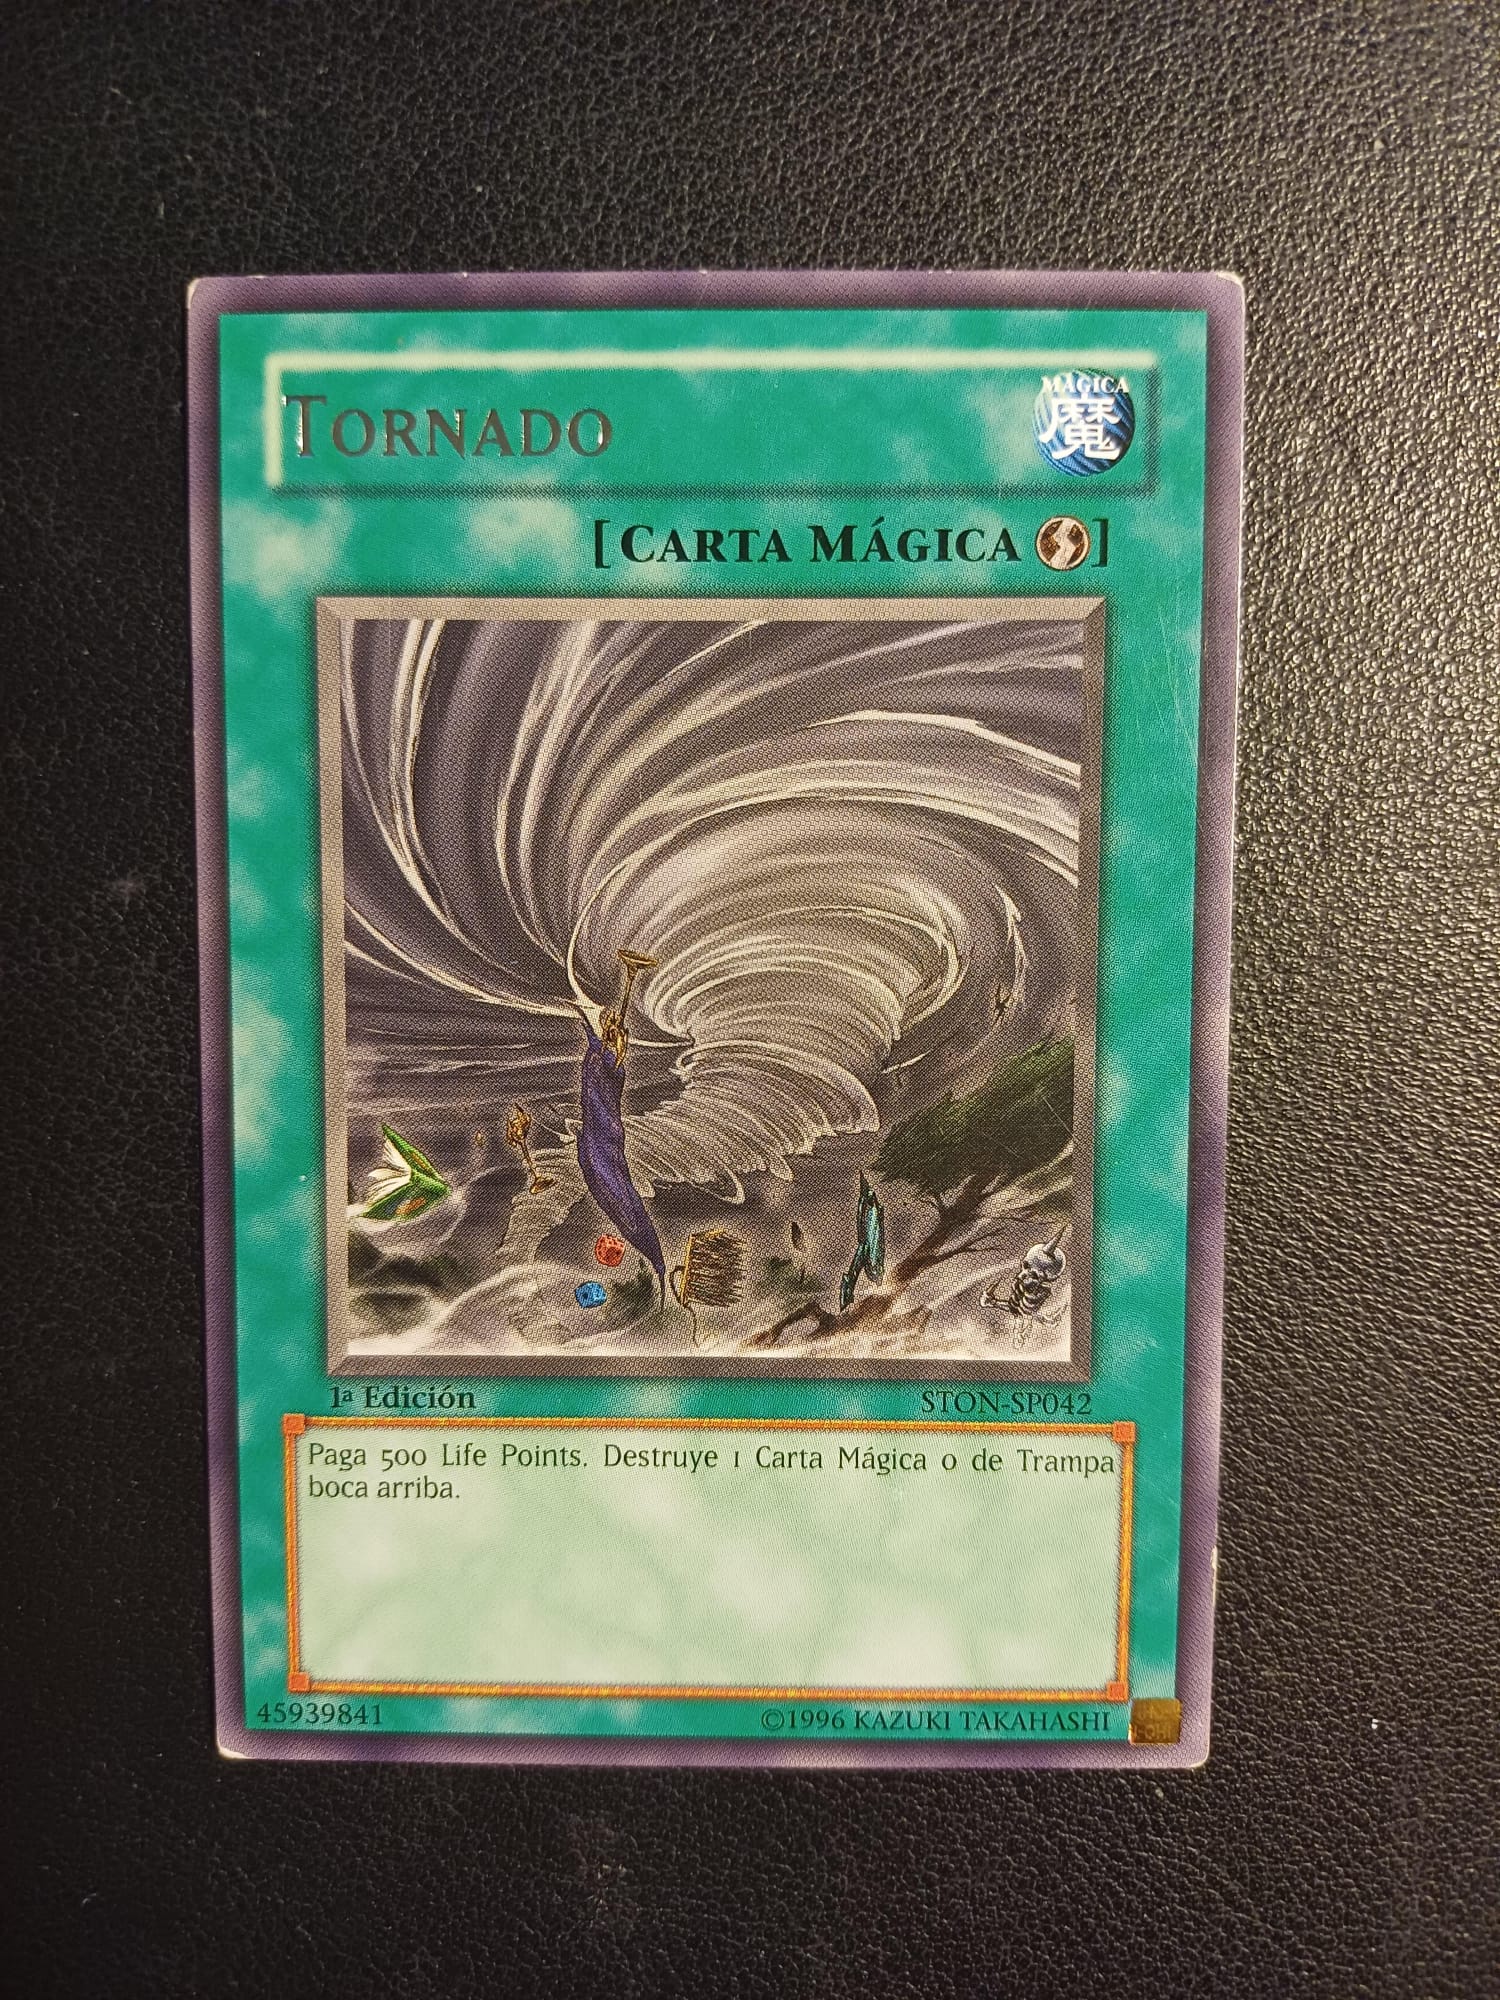 TORNADO
MÁGICA
魔
[CARTA MÁGICA]
1ª Edición
STON-SP042
Paga 500 Life Points. Destruye 1 Carta Mágica o de Trampa
boca arriba.
45939841
©1996 KAZUKI TAKAHASHI